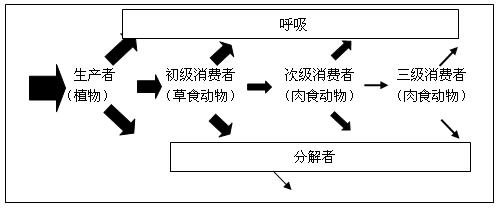 呼吸
生产者 初级消费者 次级消费者 三级消费者
（植物） （草食动物） （肉食动物） （肉食动物）
分解者